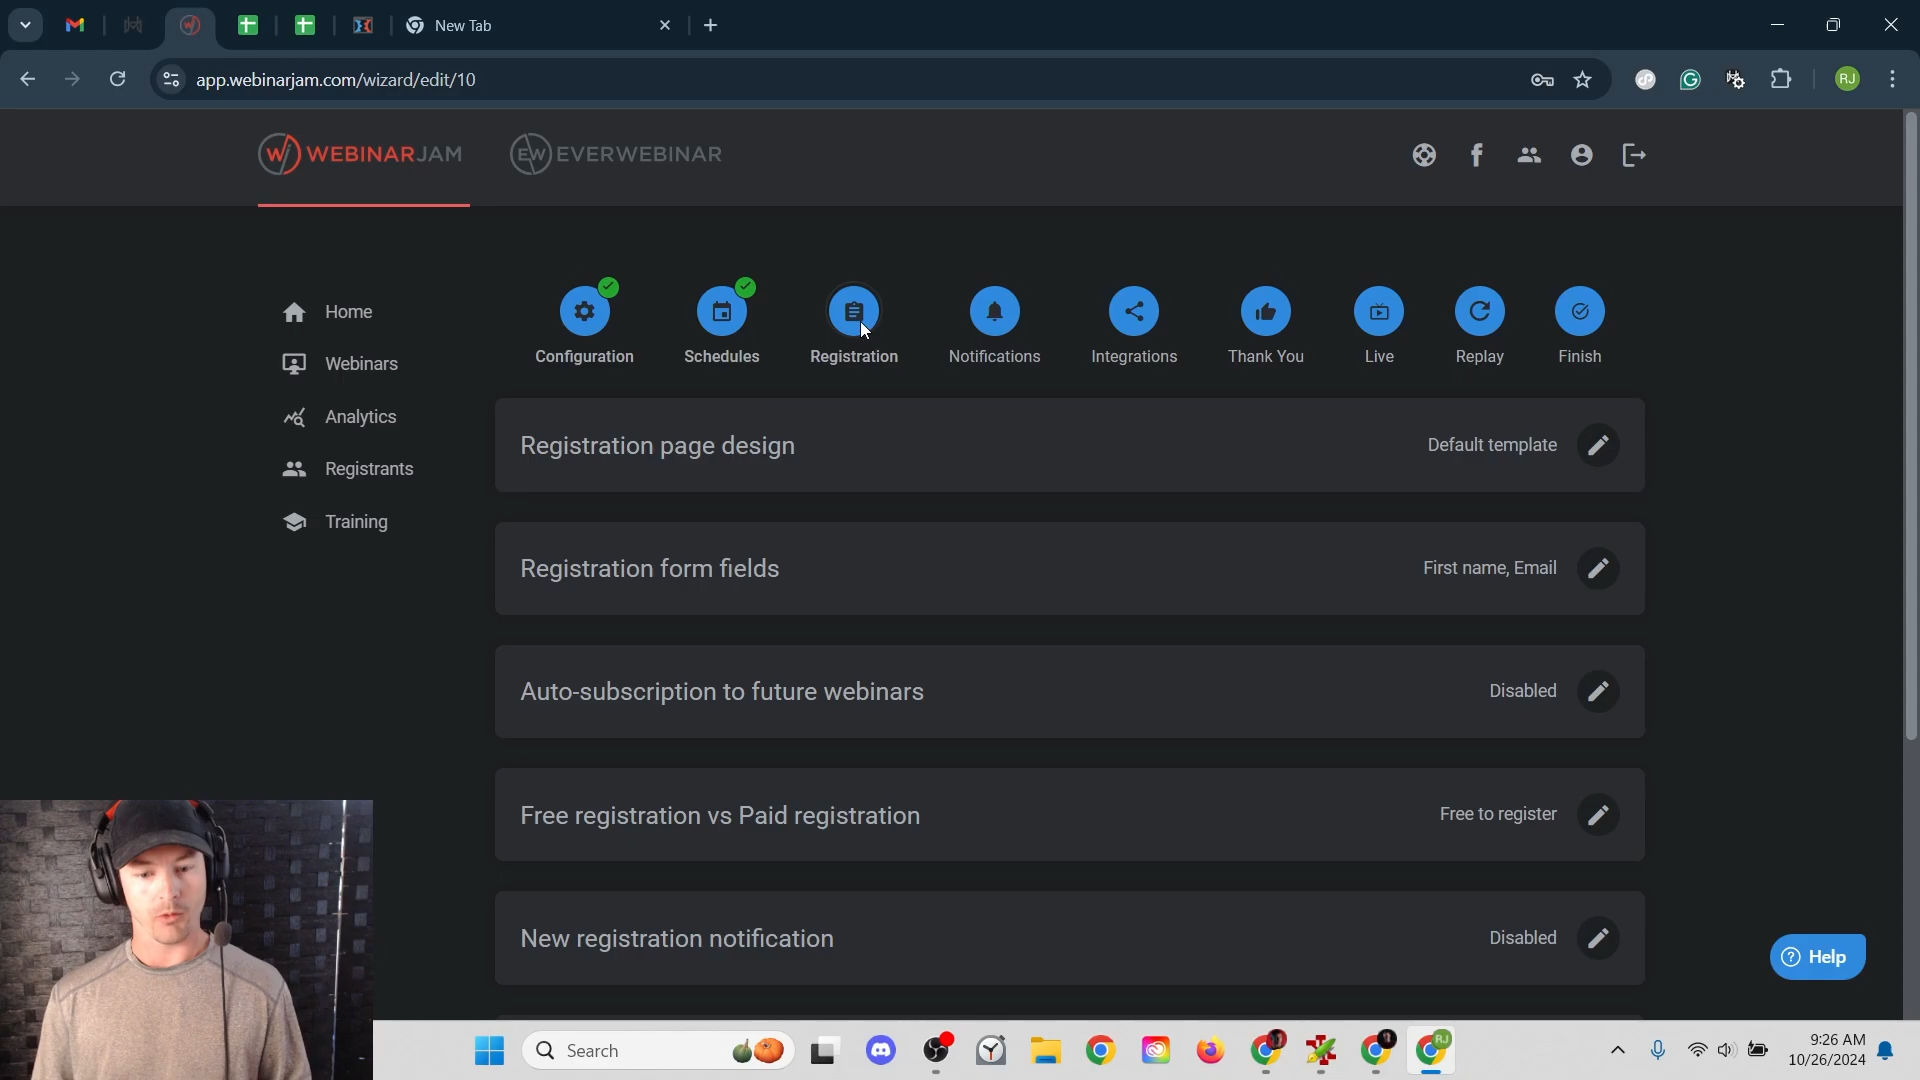 New Tab
app.webinarjam.com/wizard/edit/10
RJ
WEBINARJAM
EW EVERWEBINAR
Home
Webinars
Analytics
Registrants
Training
Configuration
Schedules
Registration
Notifications
Integrations
Thank You
Live
Replay
Finish
Registration page design
Default template
Registration form fields
First name, Email
Auto-subscription to future webinars
Disabled
Free registration vs Paid registration
Free to register
New registration notification
Disabled
? Help
Search
RJ
9:26 AM
10/26/2024